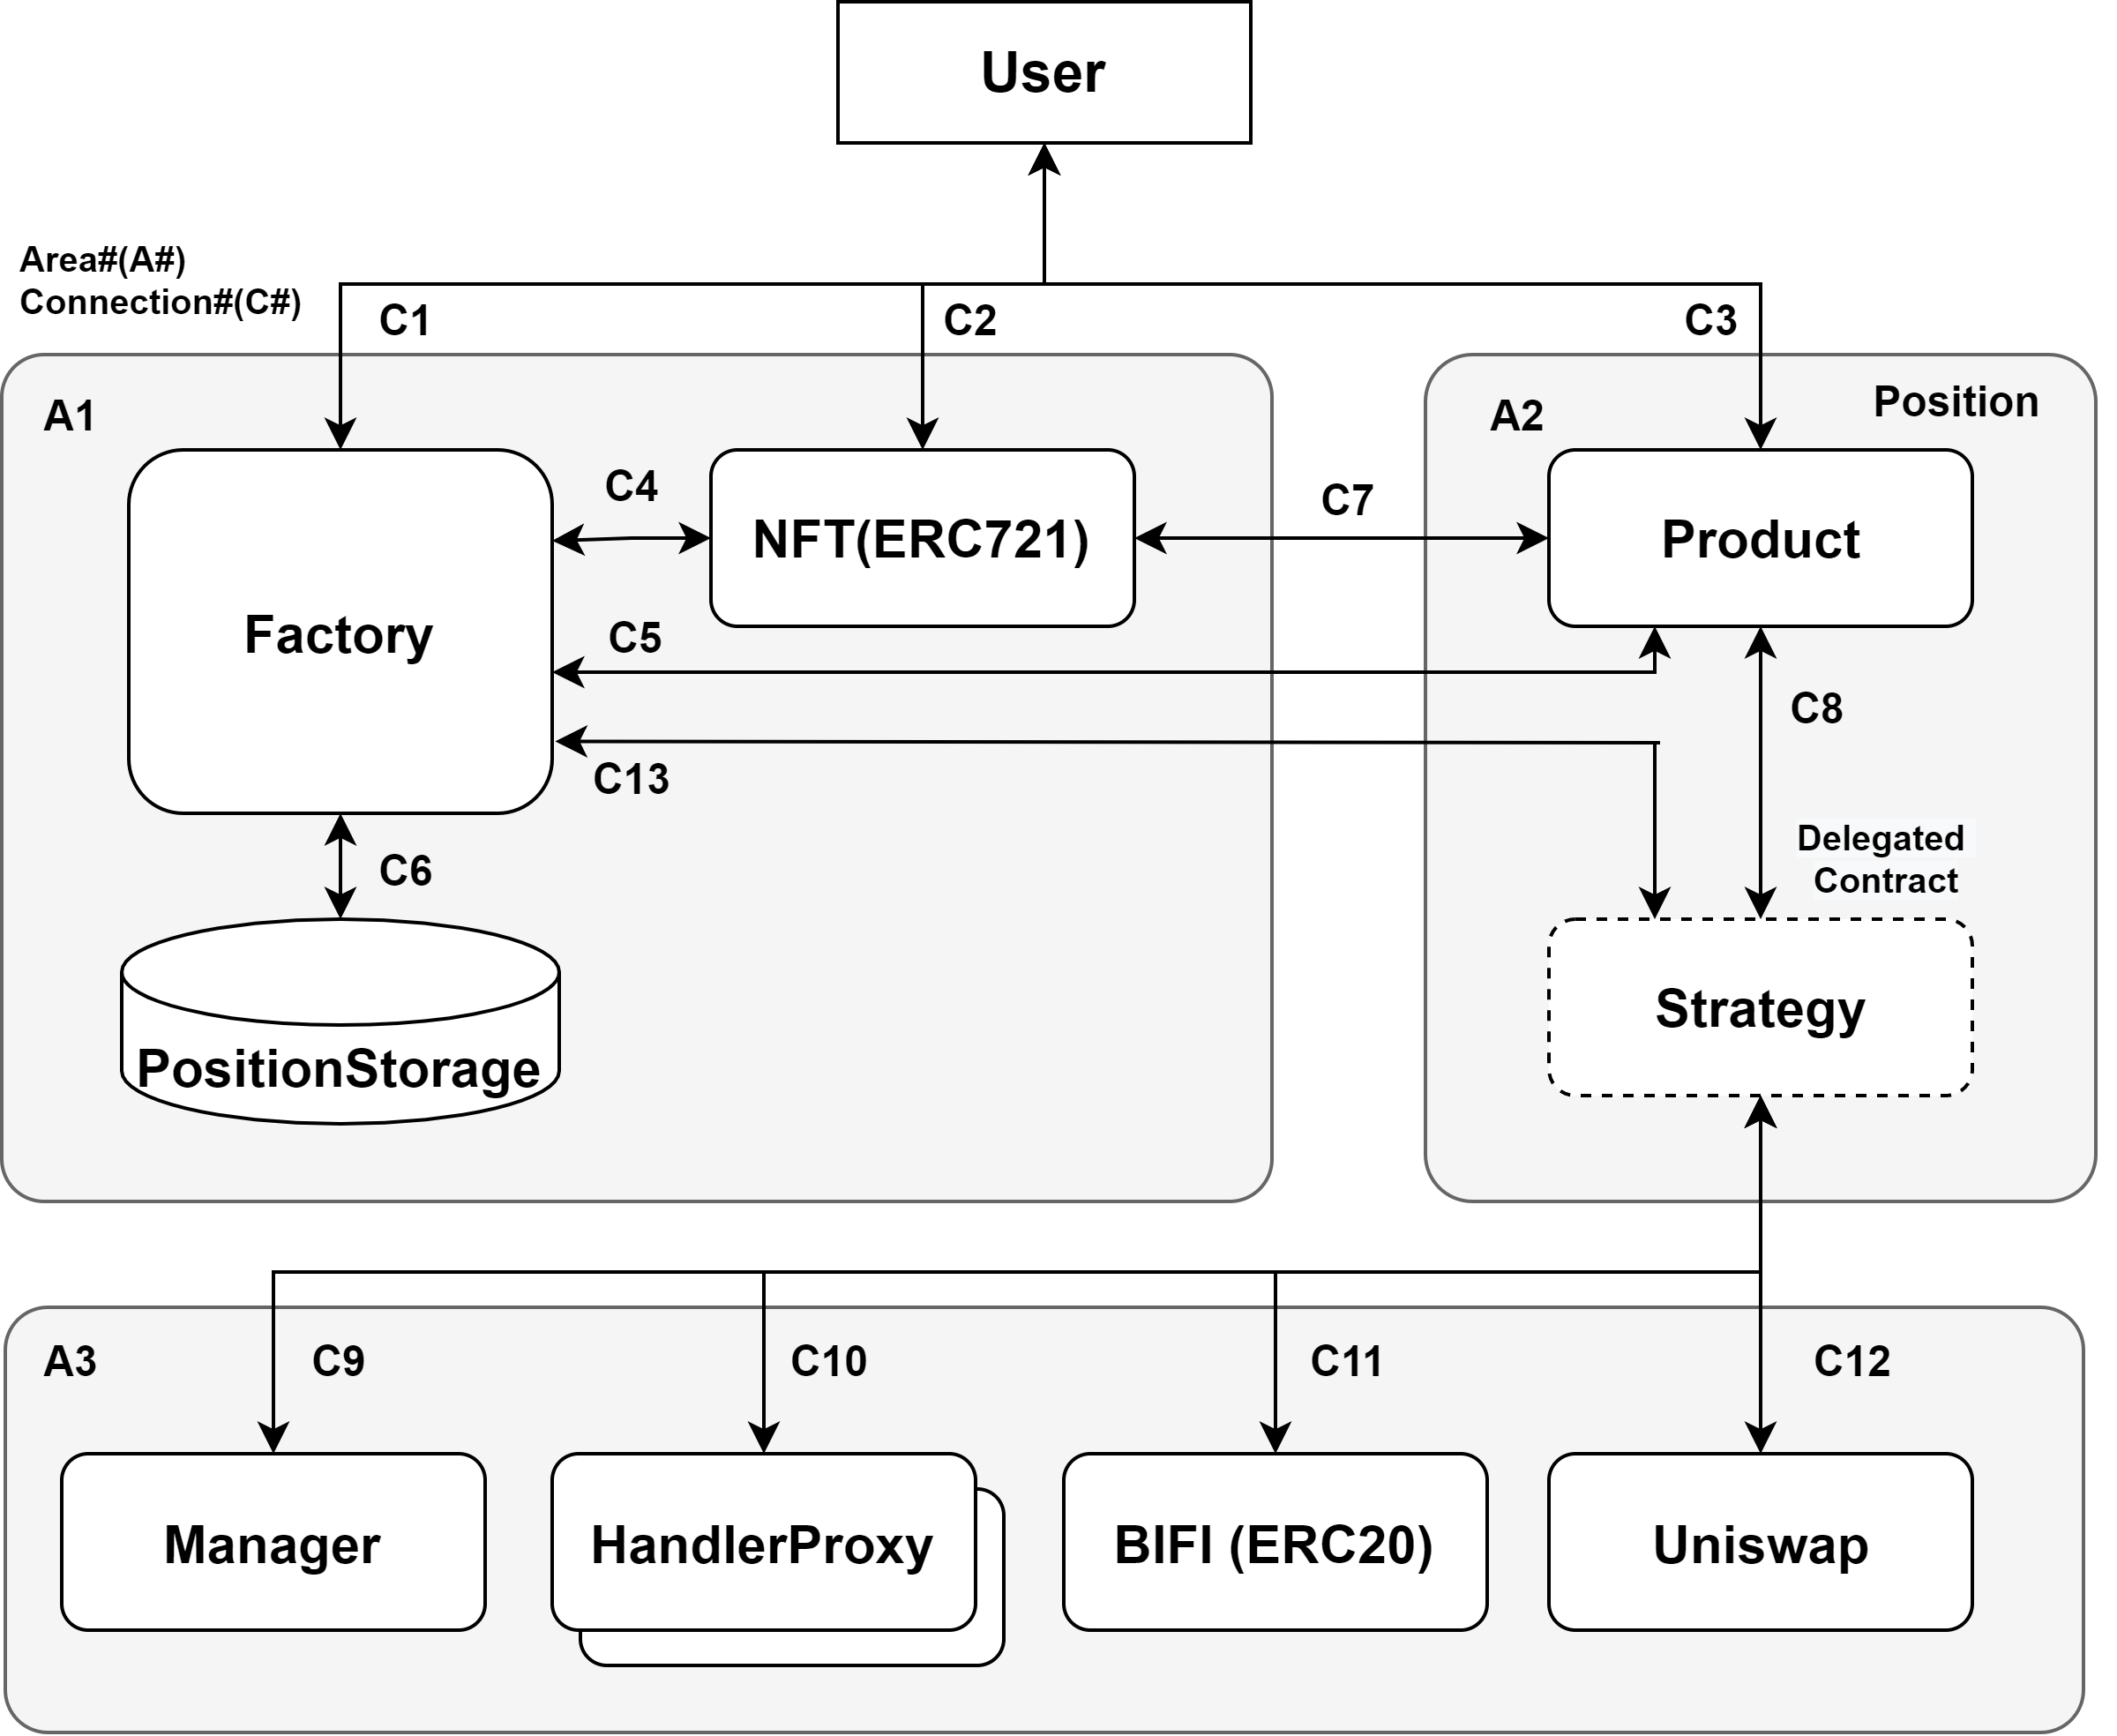 User
Area#(A#)
Connection#(C#)
C1
C2
C3
A1
A2
Position
Factory
C4
NFT(ERC721)
C7
Product
C5
C13
C8
C6
Delegated
Contract
PositionStorage
Strategy
A3
C9
C10
C11
C12
Manager
HandlerProxy
BIFI (ERC20)
Uniswap